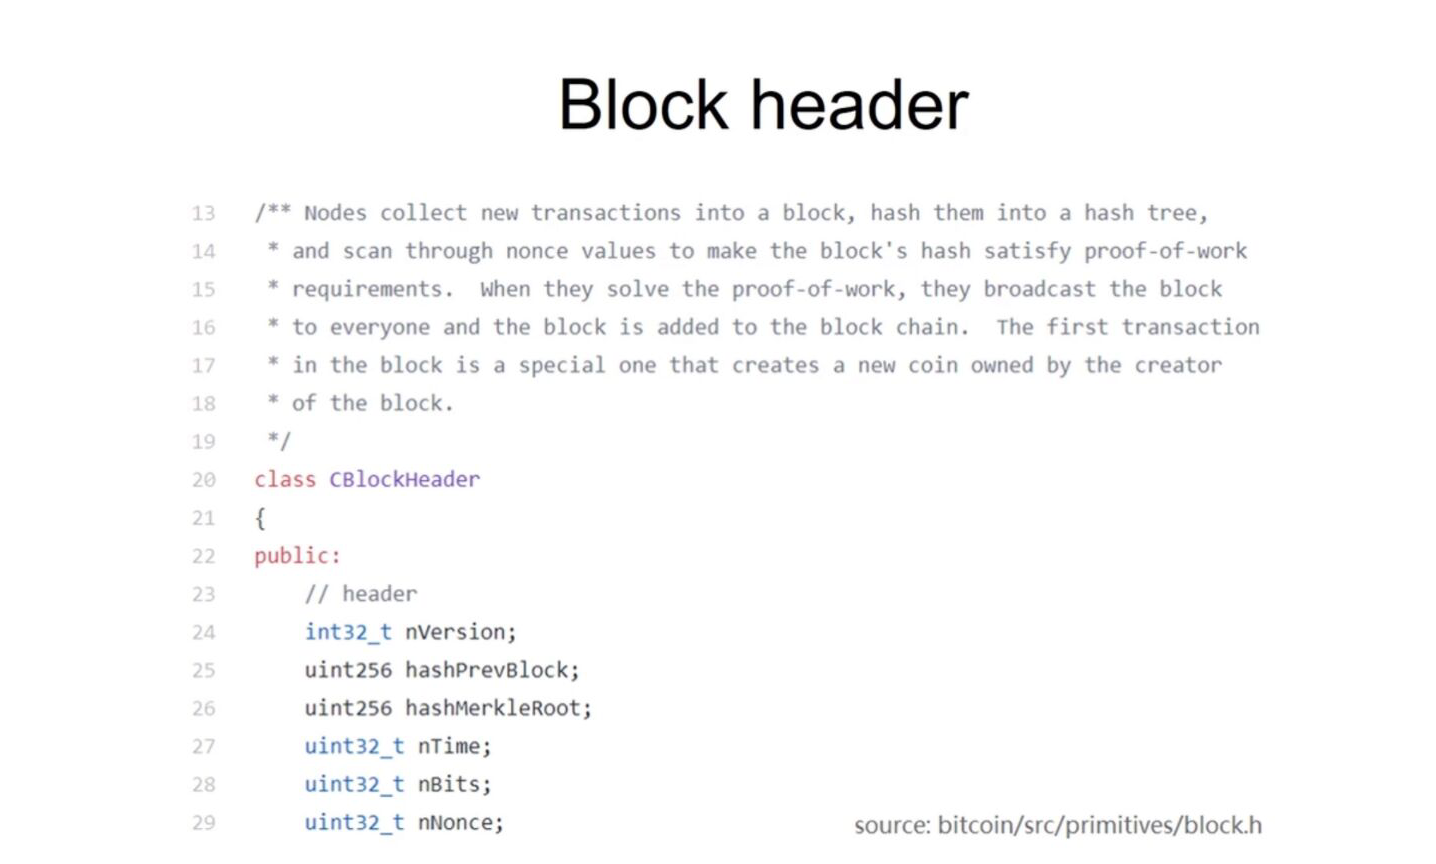 Block header
13 /** Nodes collect new transactions into a block, hash them into a hash tree,
14  * and scan through nonce values to make the block's hash satisfy proof-of-work
15  * requirements.  When they solve the proof-of-work, they broadcast the block
16  * to everyone and the block is added to the block chain.  The first transaction
17  * in the block is a special one that creates a new coin owned by the creator
18  * of the block.
19  */
20 class CBlockHeader
21 {
22 public:
23     // header
24     int32_t nVersion;
25     uint256 hashPrevBlock;
26     uint256 hashMerkleRoot;
27     uint32_t nTime;
28     uint32_t nBits;
29     uint32_t nNonce;
source: bitcoin/src/primitives/block.h